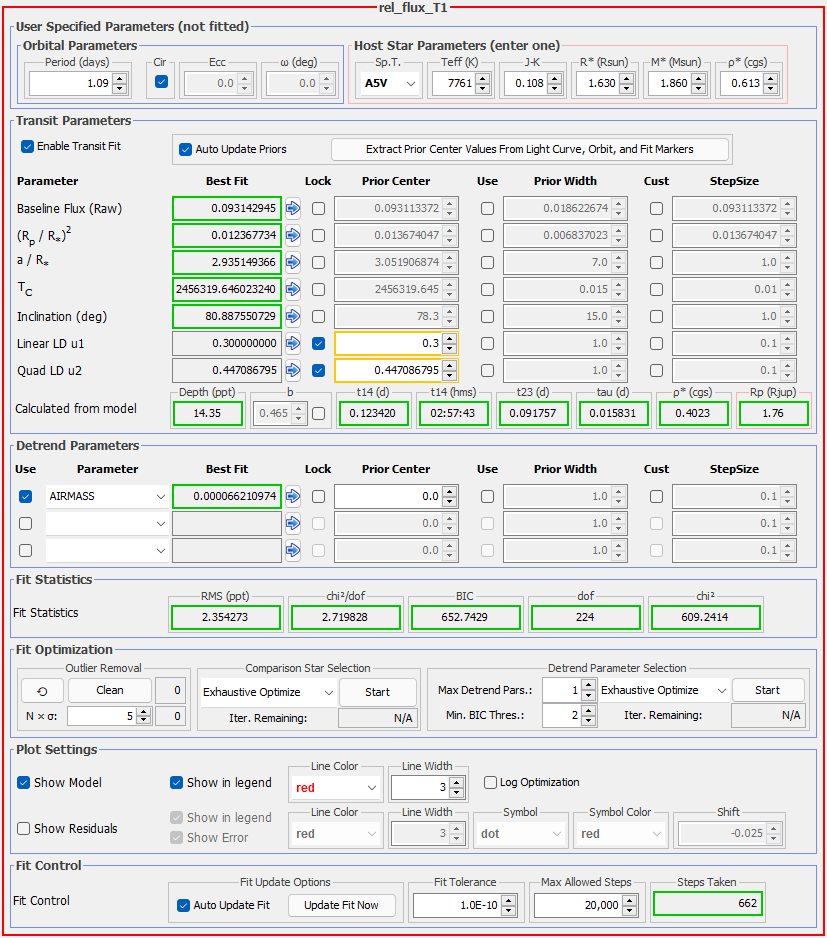 rel_flux_T1
User Specified Parameters (not fitted)
Orbital Parameters
Host Star Parameters (enter one)
Period (days) Cir Ecc ω (deg) Sp.T. Teff (K) J-K R* (Rsun) M* (Msun) ρ* (cgs)
1.09 0.0 0.0 A5V 7761 0.108 1.630 1.860 0.613
Transit Parameters
Enable Transit Fit Auto Update Priors Extract Prior Center Values From Light Curve, Orbit, and Fit Markers
Parameter Best Fit Lock Prior Center Use Prior Width Cust StepSize
Baseline Flux (Raw) 0.093142945 0.093113372 0.018622674 0.093113372
(Rp / R*)2 0.012367734 0.013674047 0.006837023 0.013674047
a / R* 2.935149366 3.051906874 7.0 1.0
TC 2456319.646023240 2456319.645 0.015 0.01
Inclination (deg) 80.887550729 78.3 15.0 1.0
Linear LD u1 0.300000000 0.3 1.0 0.1
Quad LD u2 0.447086795 0.447086795 1.0 0.1
Depth (ppt) b t14 (d) t14 (hms) t23 (d) tau (d) ρ* (cgs) Rp (Rjup)
Calculated from model 14.35 0.465 0.123420 02:57:43 0.091757 0.015831 0.4023 1.76
Detrend Parameters
Use Parameter Best Fit Lock Prior Center Use Prior Width Cust StepSize
AIRMASS 0.000066210974 0.0 1.0 0.1
0.0 1.0 0.1
0.0 1.0 0.1
Fit Statistics
RMS (ppt) chi²/dof BIC dof chi²
Fit Statistics 2.354273 2.719828 652.7429 224 609.2414
Fit Optimization
Outlier Removal Comparison Star Selection Detrend Parameter Selection
Clean 0 Exhaustive Optimize Start Max Detrend Pars.: 1 Exhaustive Optimize Start
N × σ: 5 0 Iter. Remaining: N/A Min. BIC Thres.: 2 Iter. Remaining: N/A
Plot Settings
Line Color Line Width
Show Model Show in legend red 3 Log Optimization
Line Color Line Width Symbol Symbol Color Shift
Show Residuals Show in legend Show Error red 3 dot red -0.025
Fit Control
Fit Update Options Fit Tolerance Max Allowed Steps Steps Taken
Fit Control Auto Update Fit Update Fit Now 1.0E-10 20,000 662